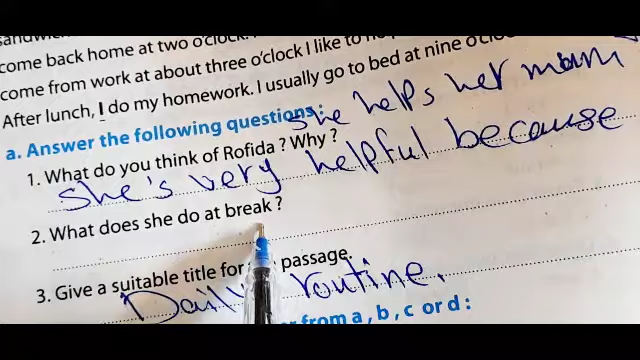 sandwich
come back home at two o'clock.
come from work at about three o'clock I like to h
After lunch, I do my homework. I usually go to bed at nine o'clo
a. Answer the following questions:
she helps her mom
1. What do you think of Rofida ? Why ?
She's very helpful because
2. What does she do at break ?
3. Give a suitable title for passage.
Daily routine.
from a , b , c or d :